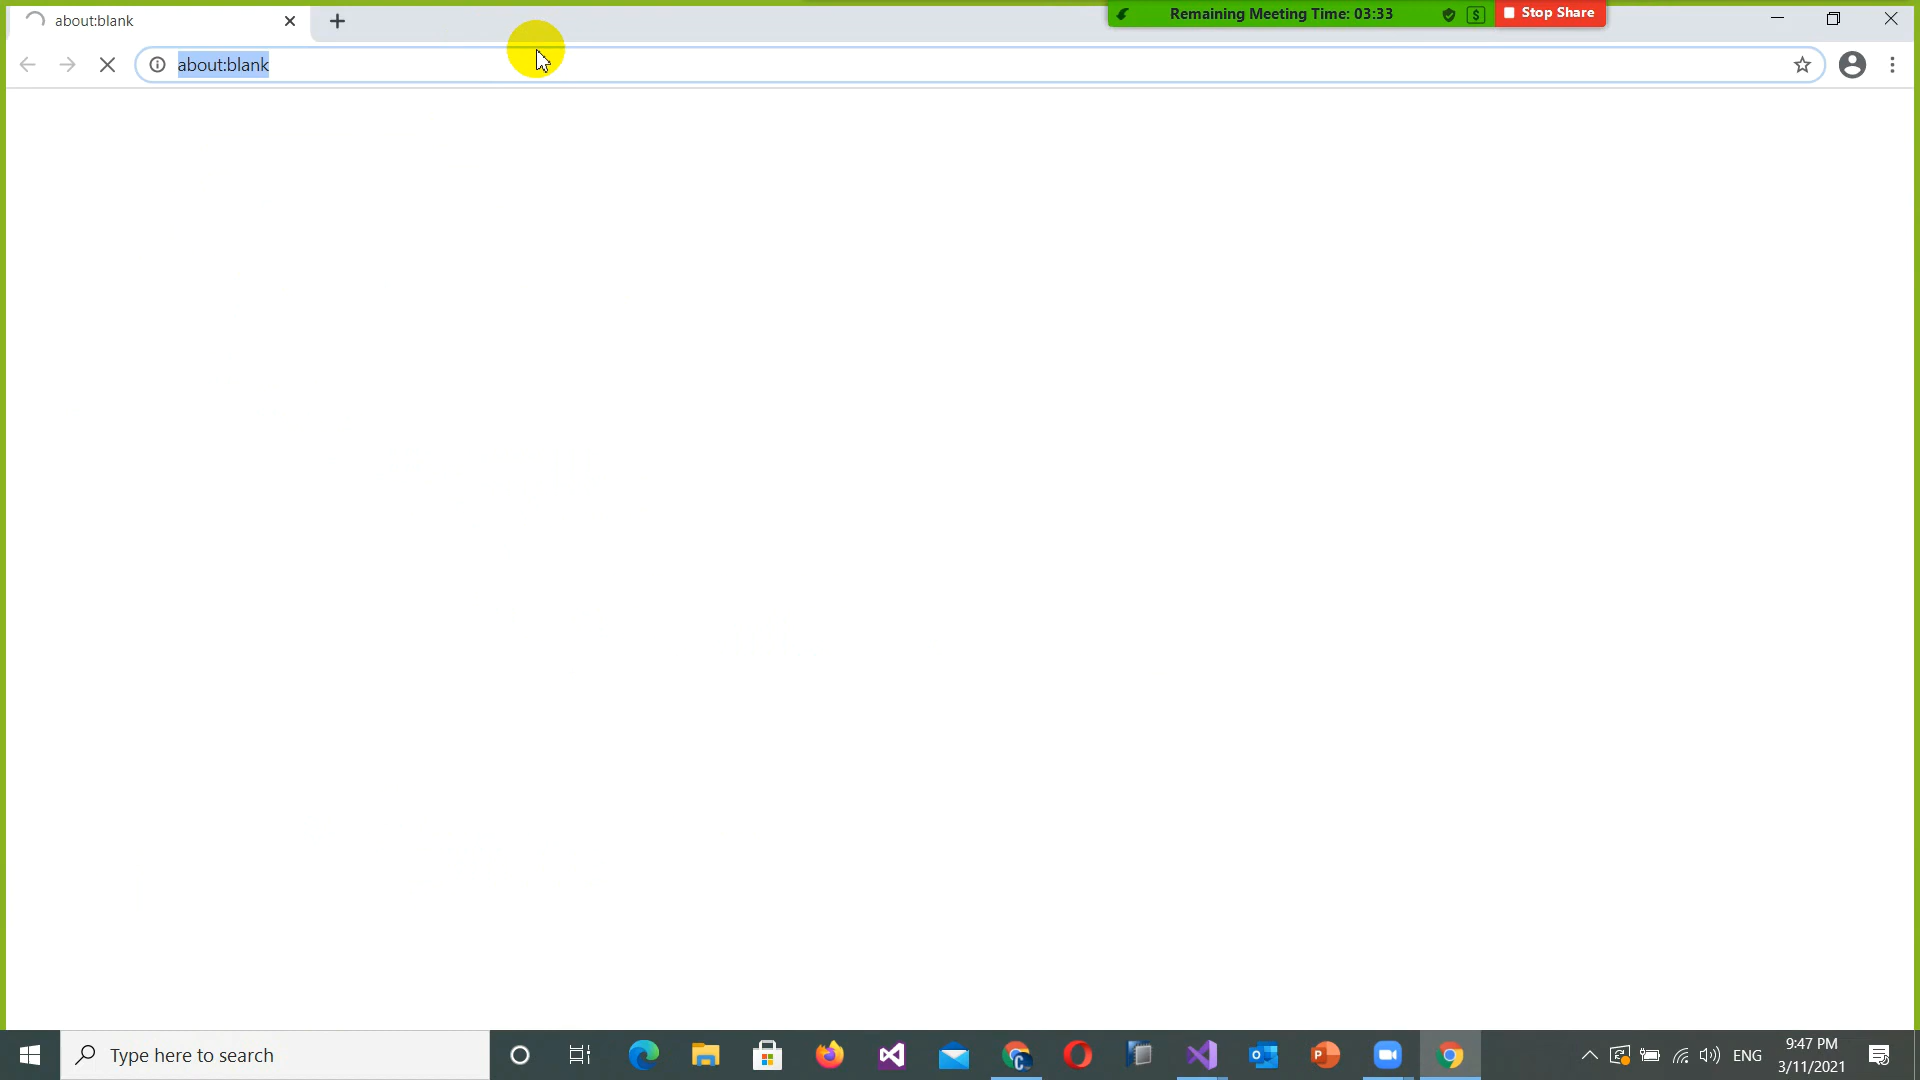 about:blank
Remaining Meeting Time: 03:33
Stop Share
about:blank
Type here to search
ENG
9:47 PM
3/11/2021